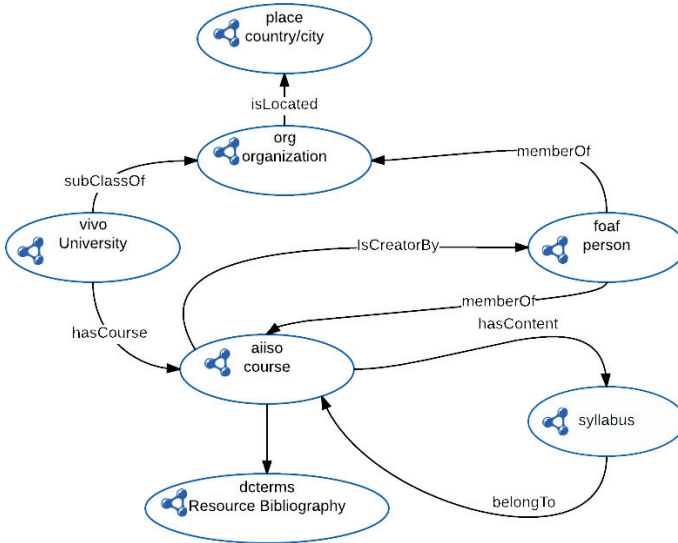 place
country/city
isLocated
org
organization
memberOf
subClassOf
vivo
University
foaf
person
IsCreatorBy
memberOf
hasContent
hasCourse
aiiso
course
syllabus
dcterms
Resource Bibliography
belongTo